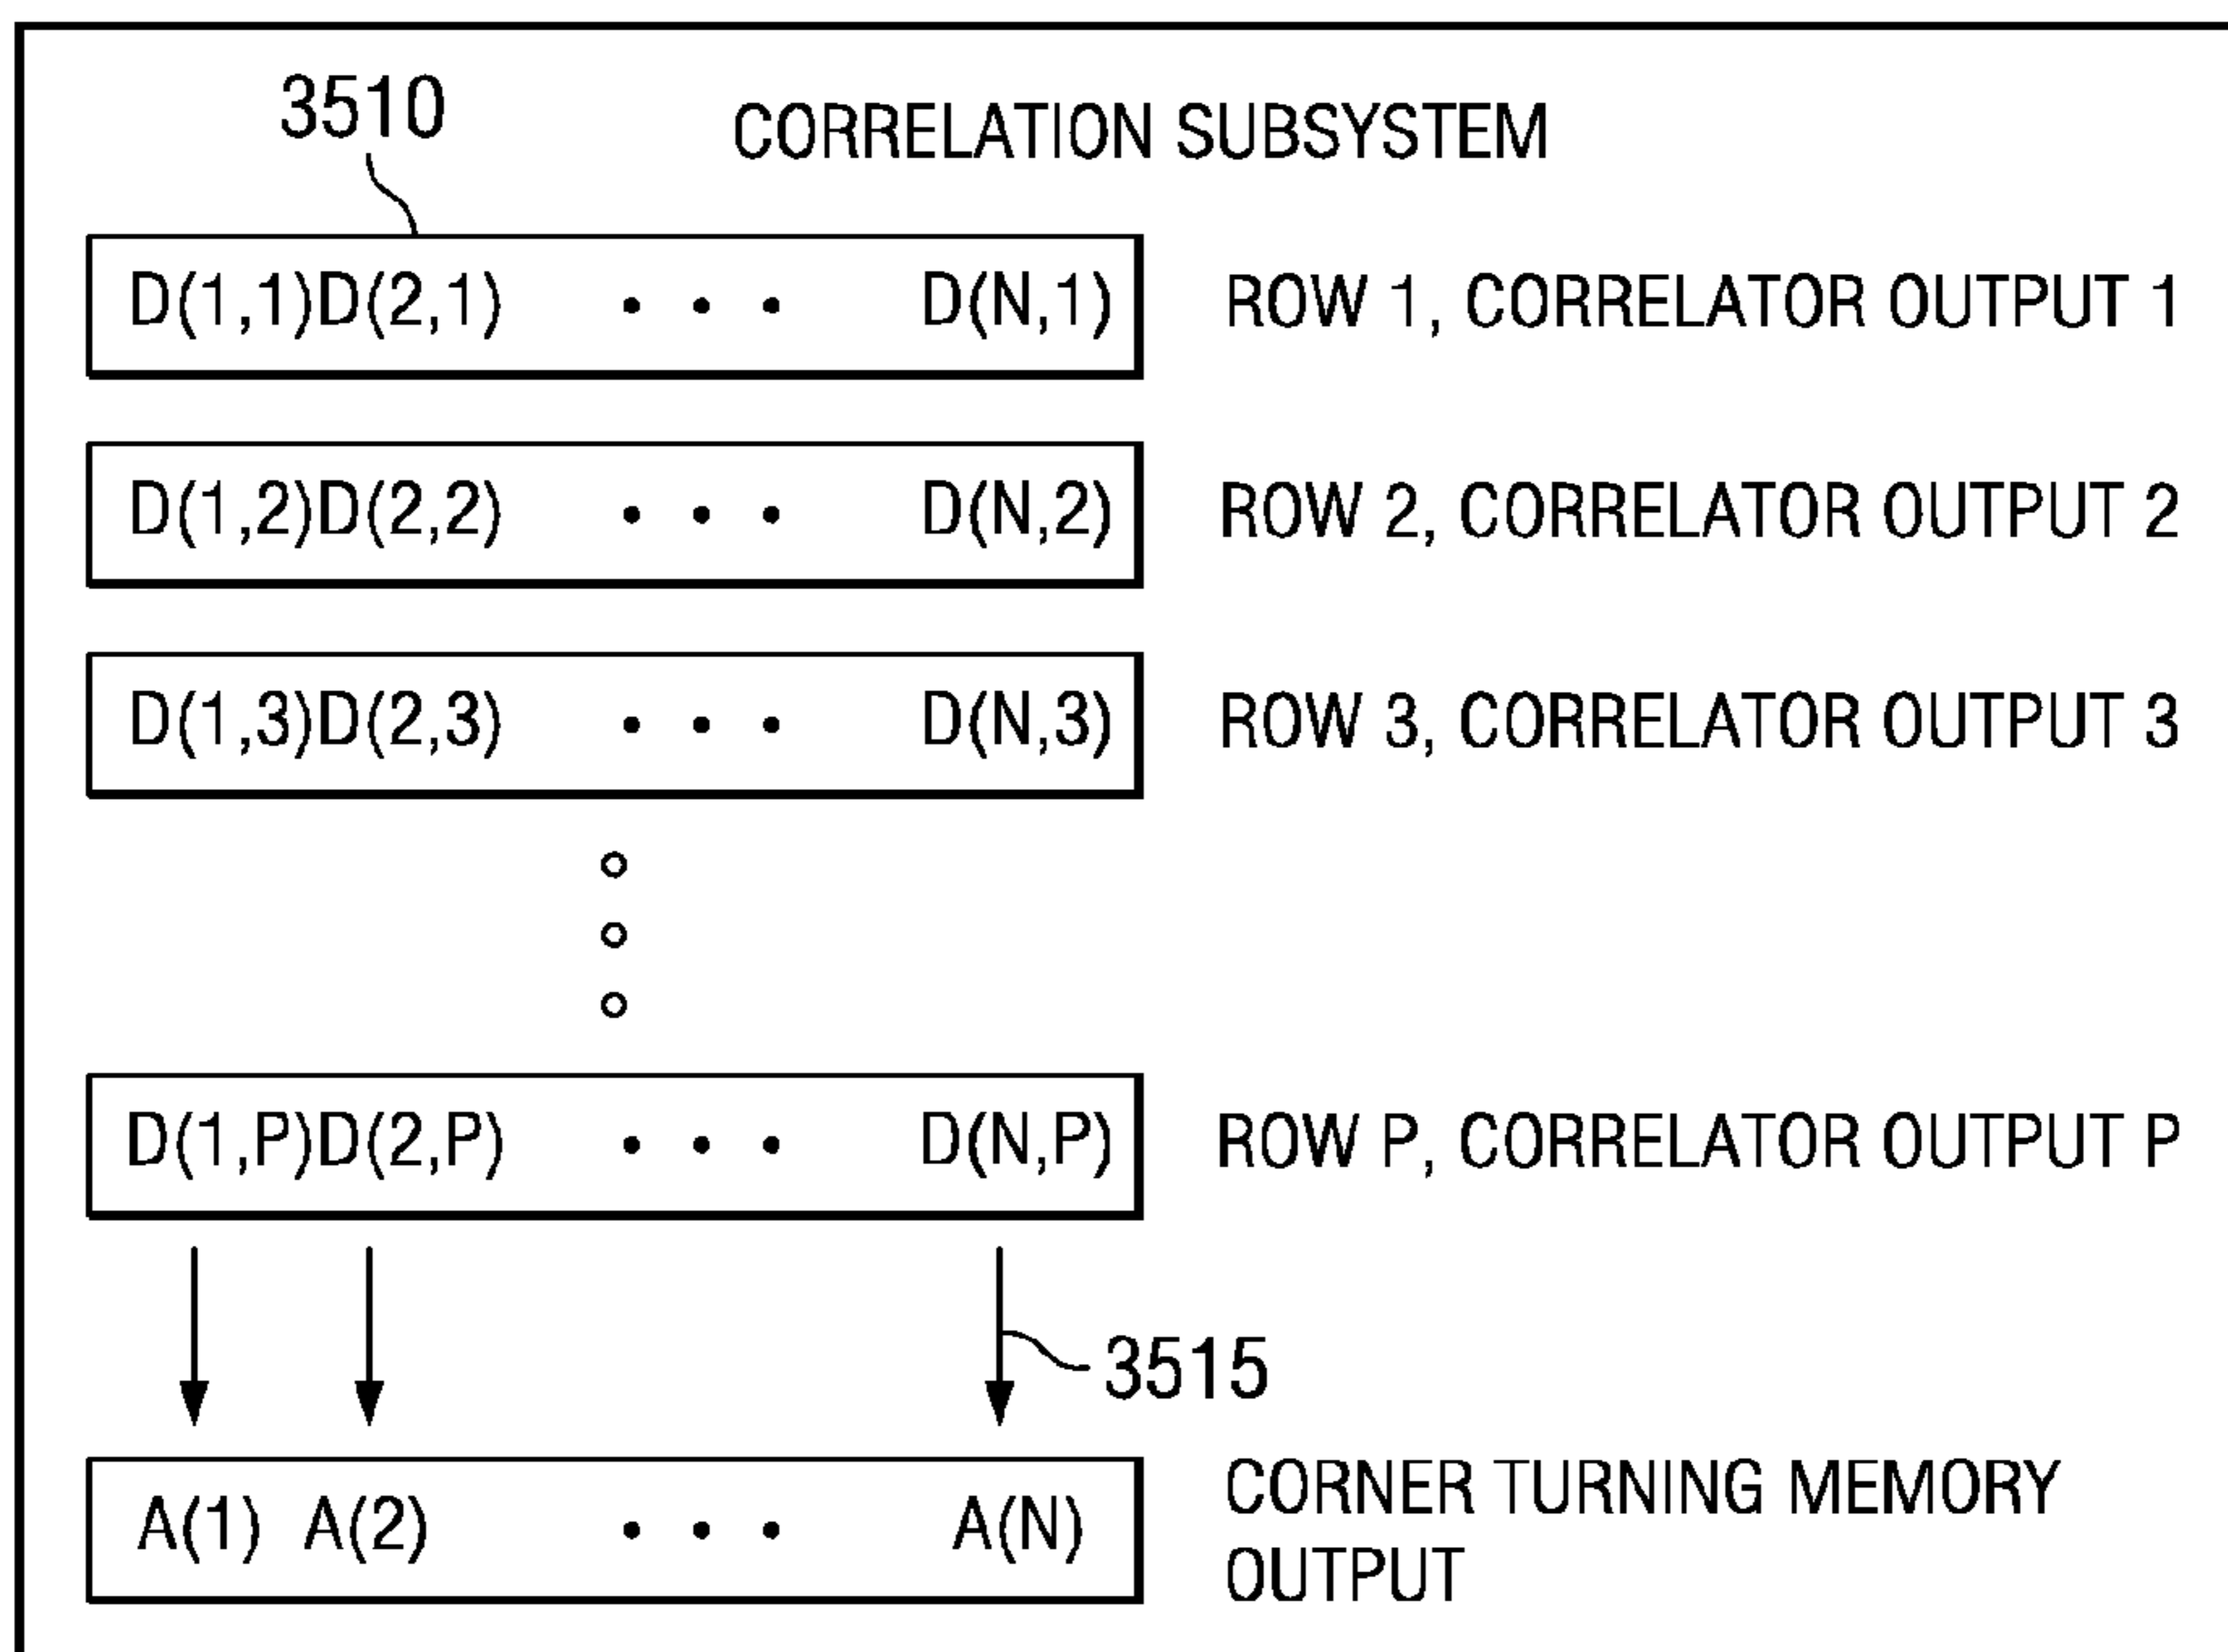 3510
CORRELATION SUBSYSTEM
D(1,1)D(2,1) • • • D(N,1) ROW 1, CORRELATOR OUTPUT 1
D(1,2)D(2,2) • • • D(N,2) ROW 2, CORRELATOR OUTPUT 2
D(1,3)D(2,3) • • • D(N,3) ROW 3, CORRELATOR OUTPUT 3
D(1,P)D(2,P) • • • D(N,P) ROW P, CORRELATOR OUTPUT P
3515
A(1) A(2) • • • A(N) CORNER TURNING MEMORY
OUTPUT